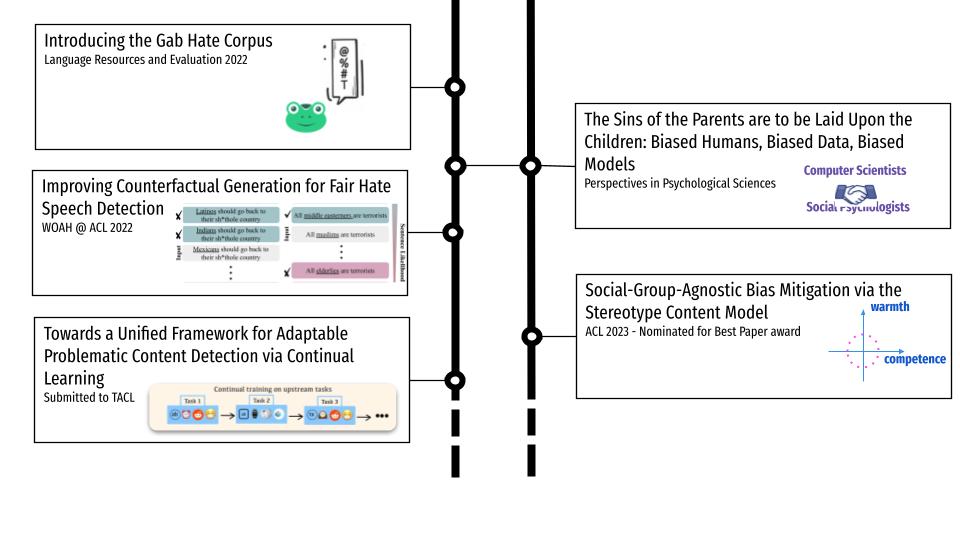 Introducing the Gab Hate Corpus
Language Resources and Evaluation 2022
@
%
#
T
Improving Counterfactual Generation for Fair Hate
Speech Detection
WOAH @ ACL 2022
Input
Latinos should go back to
their sh*thole country
Indians should go back to
their sh*thole country
Mexicans should go back to
their sh*thole country
Input
All middle easterners are terrorists
All muslims are terrorists
All elderlies are terrorists
Sentence Likelihood
Towards a Unified Framework for Adaptable
Problematic Content Detection via Continual
Learning
Submitted to TACL
Continual training on upstream tasks
Task 1
Task 2
Task 3
The Sins of the Parents are to be Laid Upon the
Children: Biased Humans, Biased Data, Biased
Models
Perspectives in Psychological Sciences
Computer Scientists
Social Psychologists
Social-Group-Agnostic Bias Mitigation via the
Stereotype Content Model
ACL 2023 - Nominated for Best Paper award
warmth
competence